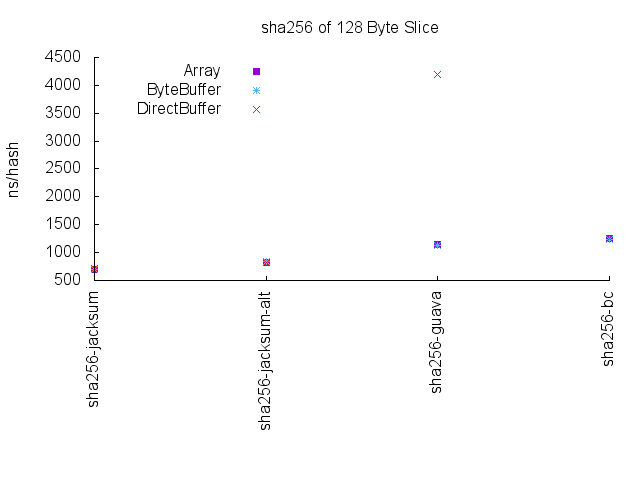 sha256 of 128 Byte Slice
4500
4000
3500
3000
2500
2000
1500
1000
500
ns/hash
Array
ByteBuffer
DirectBuffer
sha256-jacksum
sha256-jacksum-alt
sha256-guava
sha256-bc